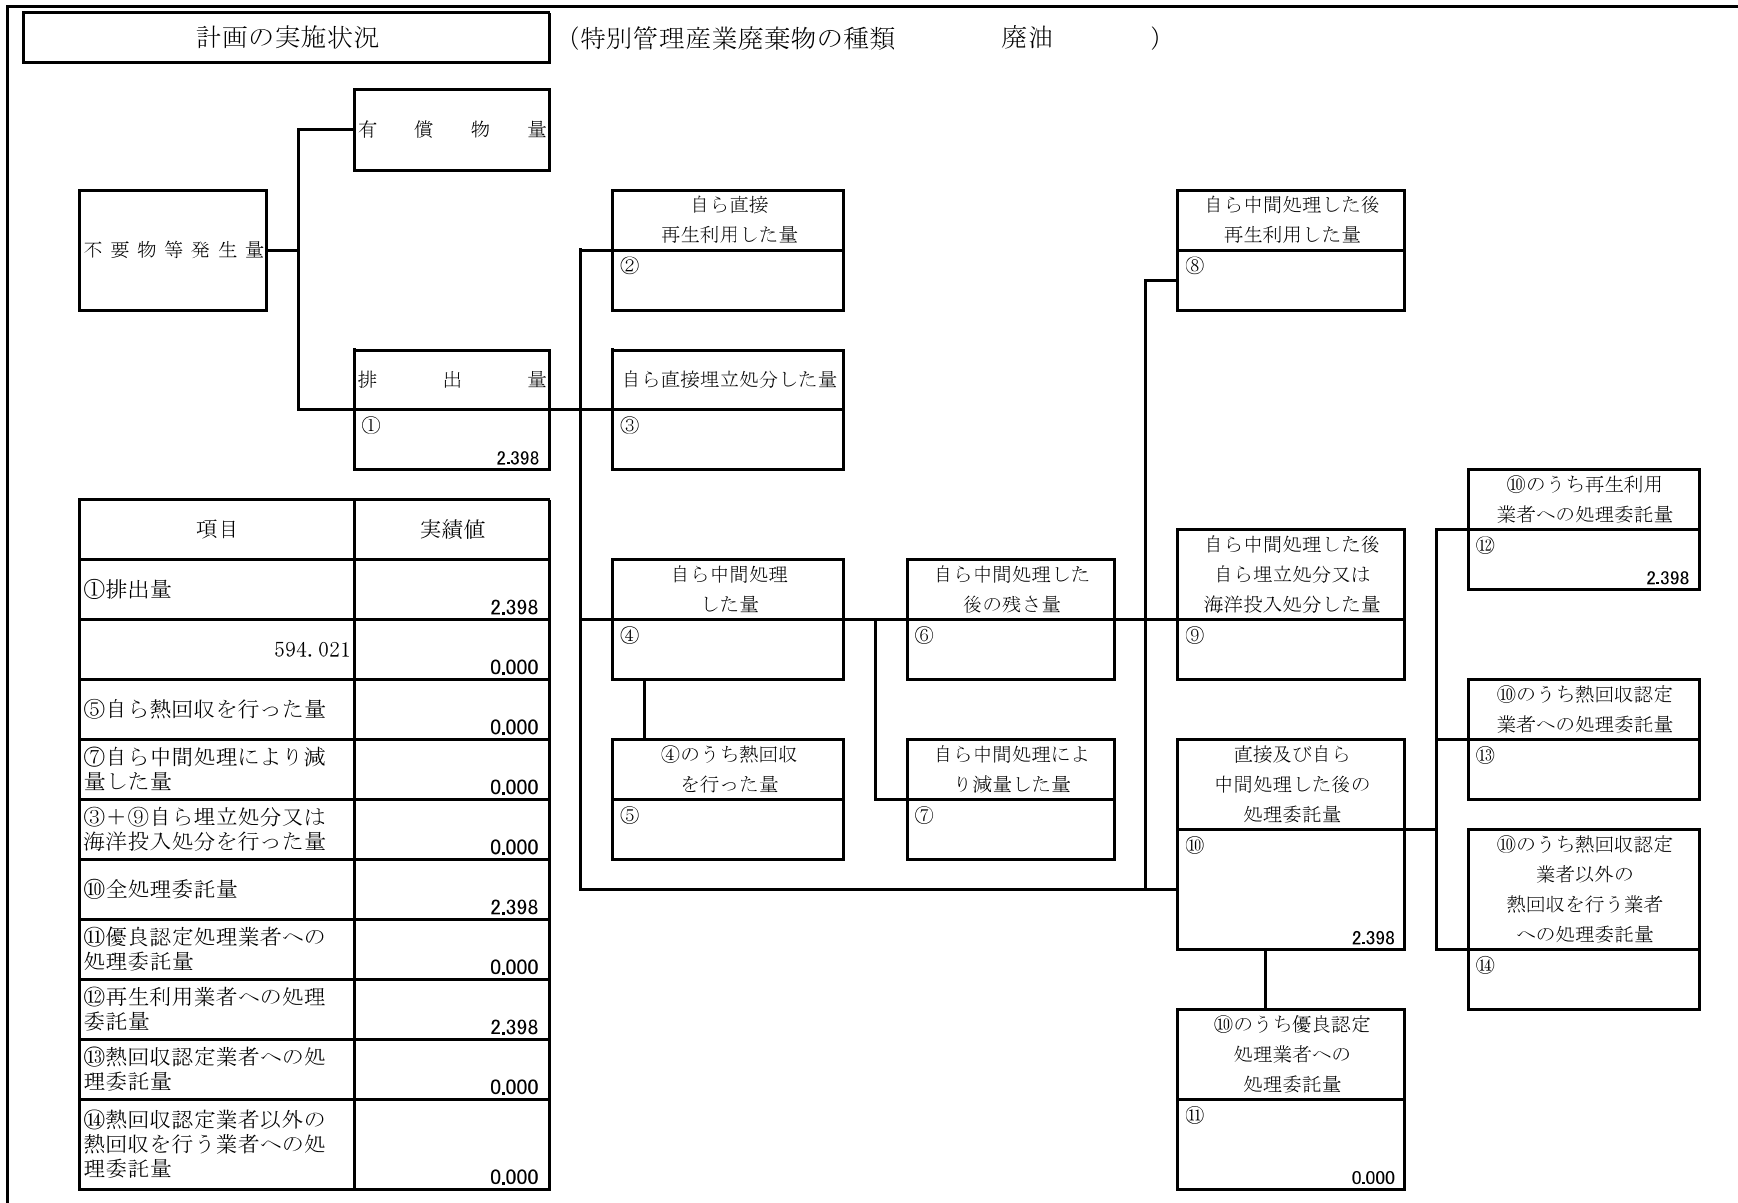 計画の実施状況 （特別管理産業廃棄物の種類 廃油 ）
有償物量
不要物等発生量
自ら直接
再生利用した量
②
自ら中間処理した後
再生利用した量
⑧
排出量
①
2.398
自ら直接埋立処分した量
③
項目 実績値
①排出量 2.398
594.021 0.000
⑤自ら熱回収を行った量 0.000
⑦自ら中間処理により減
量した量 0.000
③＋⑨自ら埋立処分又は
海洋投入処分を行った量 0.000
⑩全処理委託量 2.398
⑪優良認定処理業者への
処理委託量 0.000
⑫再生利用業者への処理
委託量 2.398
⑬熱回収認定業者への処
理委託量 0.000
⑭熱回収認定業者以外の
熱回収を行う業者への処
理委託量 0.000
自ら中間処理
した量
④
④のうち熱回収
を行った量
⑤
自ら中間処理した
後の残さ量
⑥
自ら中間処理によ
り減量した量
⑦
自ら中間処理した後
自ら埋立処分又は
海洋投入処分した量
⑨
直接及び自ら
中間処理した後の
処理委託量
⑩
2.398
⑩のうち優良認定
処理業者への
処理委託量
⑪
0.000
⑩のうち再生利用
業者への処理委託量
⑫
2.398
⑩のうち熱回収認定
業者への処理委託量
⑬
⑩のうち熱回収認定
業者以外の
熱回収を行う業者
への処理委託量
⑭